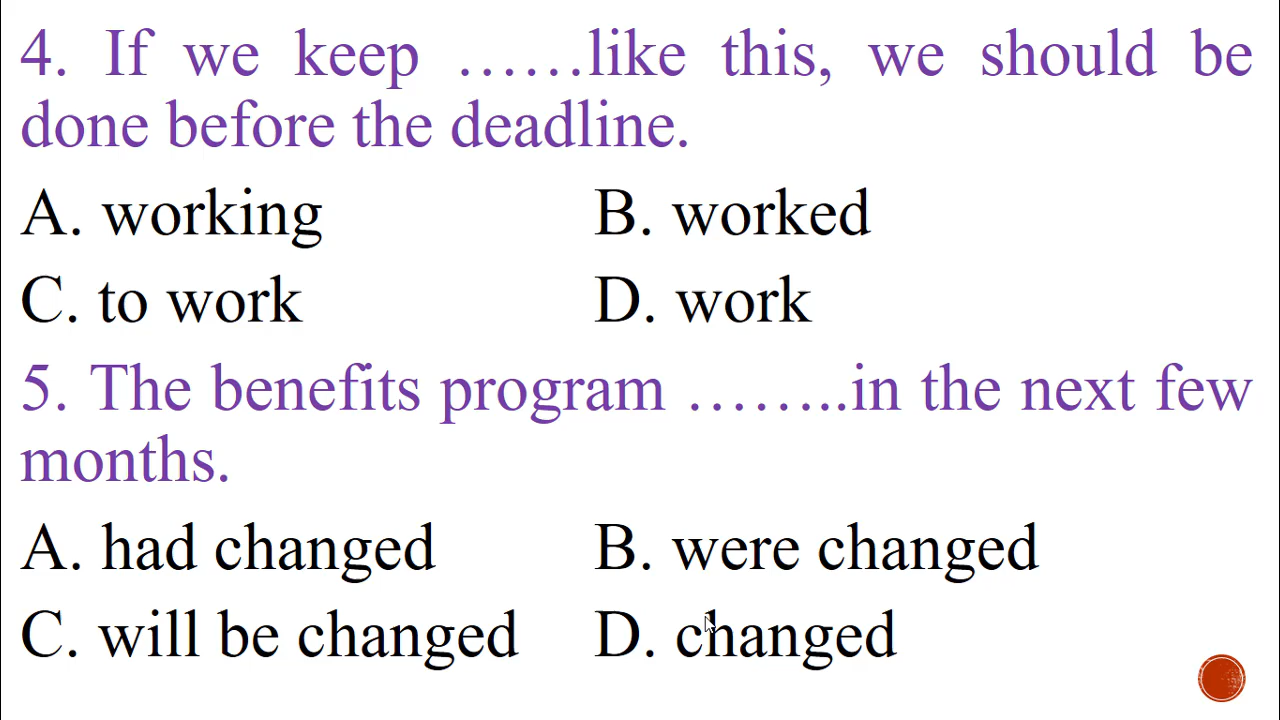 4. If we keep ……like this, we should be
done before the deadline.
A. working B. worked
C. to work D. work
5. The benefits program ……..in the next few
months.
A. had changed B. were changed
C. will be changed D. changed